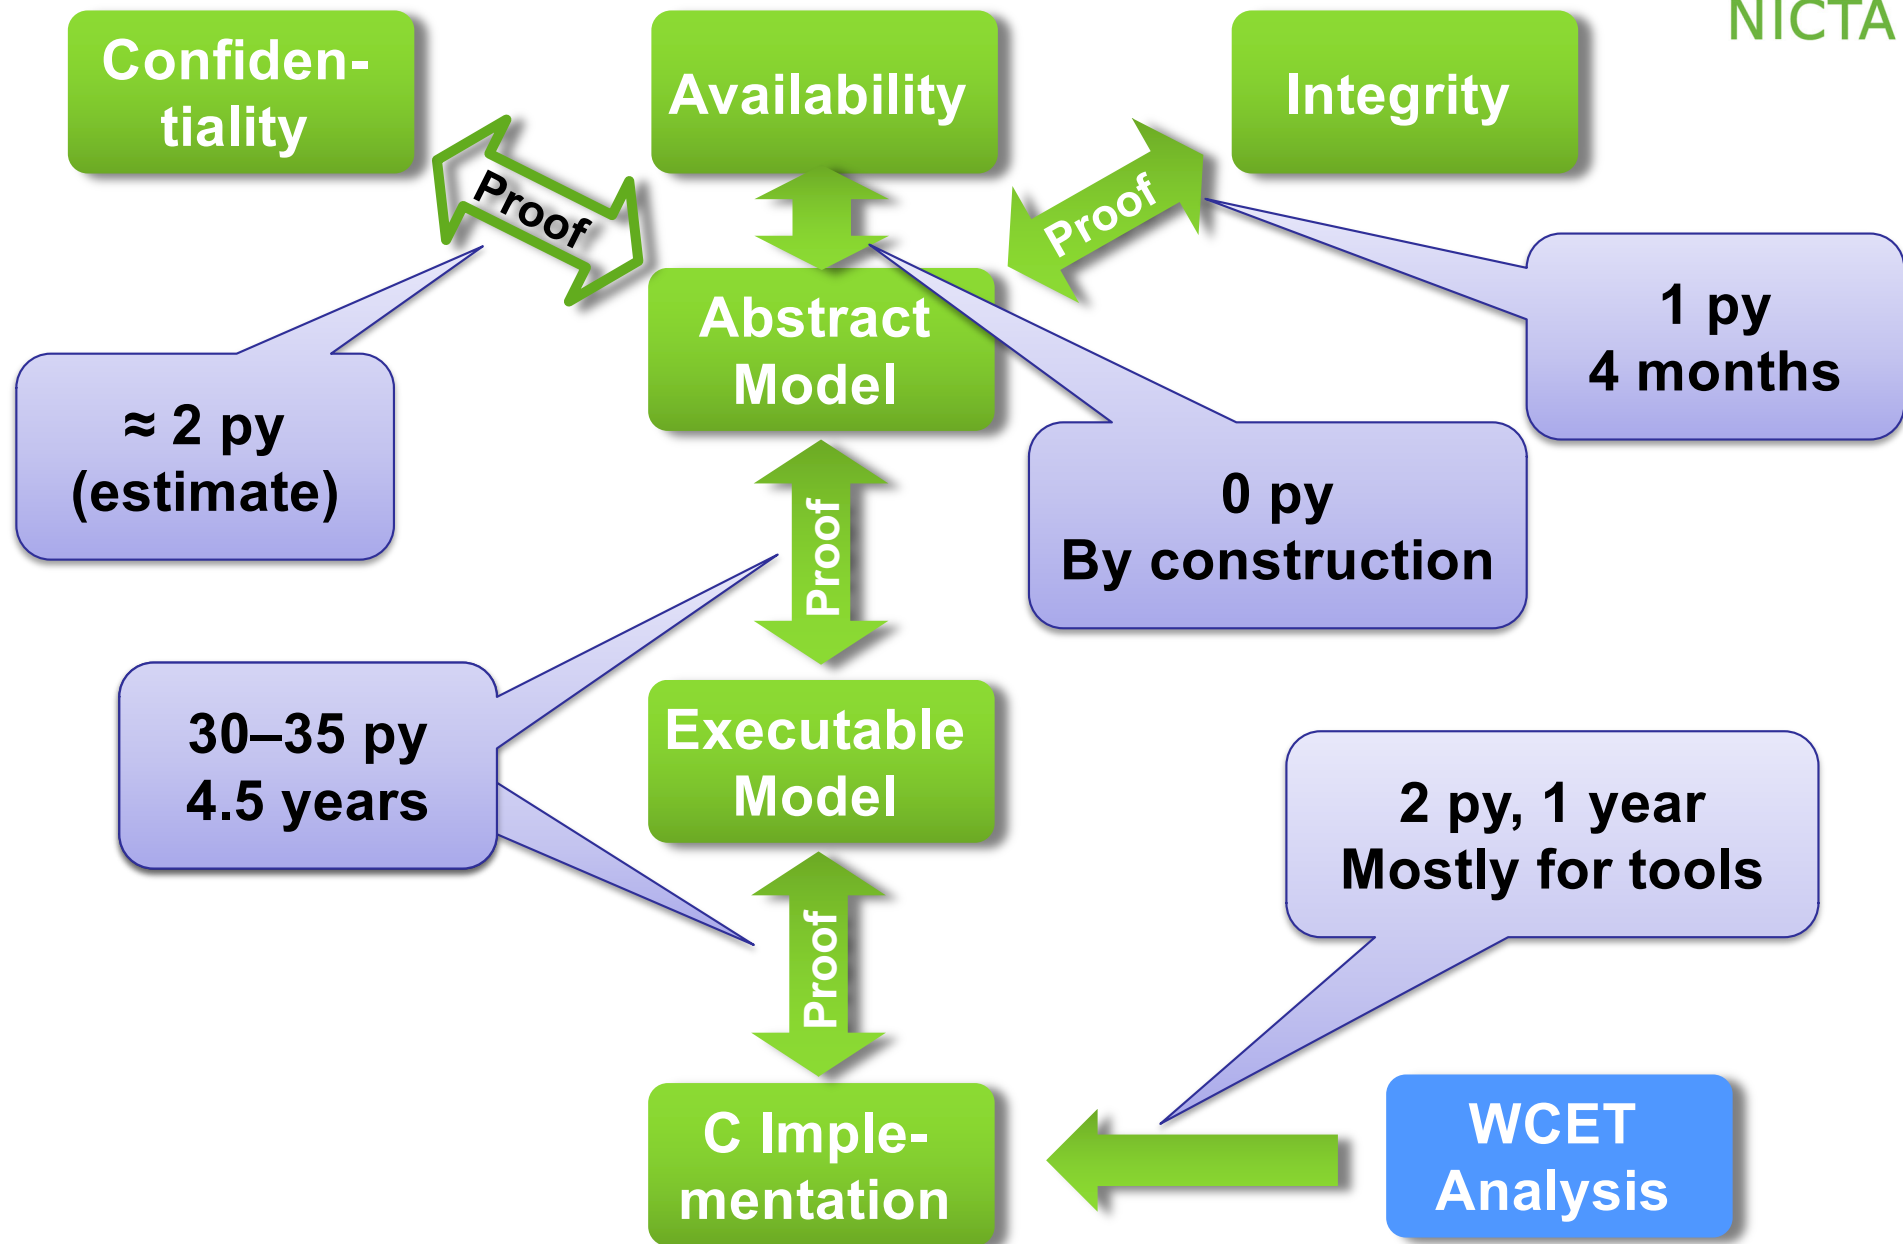 NICTA
Confiden-
tiality
Availability
Integrity
Proof
Proof
Abstract
Model
1 py
4 months
≈ 2 py
(estimate)
0 py
By construction
Proof
30–35 py
4.5 years
Executable
Model
2 py, 1 year
Mostly for tools
Proof
C Imple-
mentation
WCET
Analysis